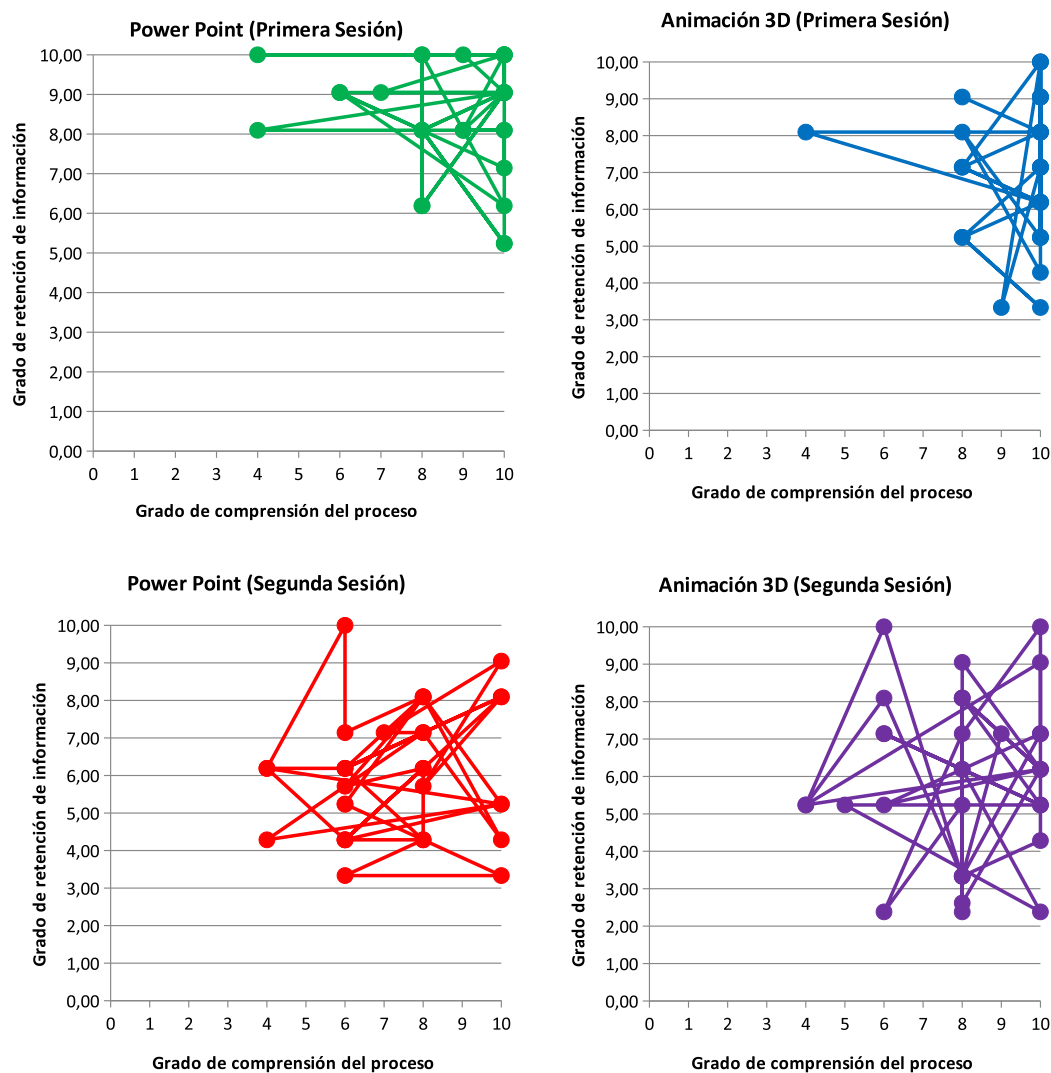 Power Point (Primera Sesión)
Grado de retención de información
10,00
9,00
8,00
7,00
6,00
5,00
4,00
3,00
2,00
1,00
0,00
0 1 2 3 4 5 6 7 8 9 10
Grado de comprensión del proceso
Animación 3D (Primera Sesión)
Grado de retención de información
10,00
9,00
8,00
7,00
6,00
5,00
4,00
3,00
2,00
1,00
0,00
0 1 2 3 4 5 6 7 8 9 10
Grado de comprensión del proceso
Power Point (Segunda Sesión)
Grado de retención de información
10,00
9,00
8,00
7,00
6,00
5,00
4,00
3,00
2,00
1,00
0,00
0 1 2 3 4 5 6 7 8 9 10
Grado de comprensión del proceso
Animación 3D (Segunda Sesión)
Grado de retención de información
10,00
9,00
8,00
7,00
6,00
5,00
4,00
3,00
2,00
1,00
0,00
0 1 2 3 4 5 6 7 8 9 10
Grado de comprensión del proceso